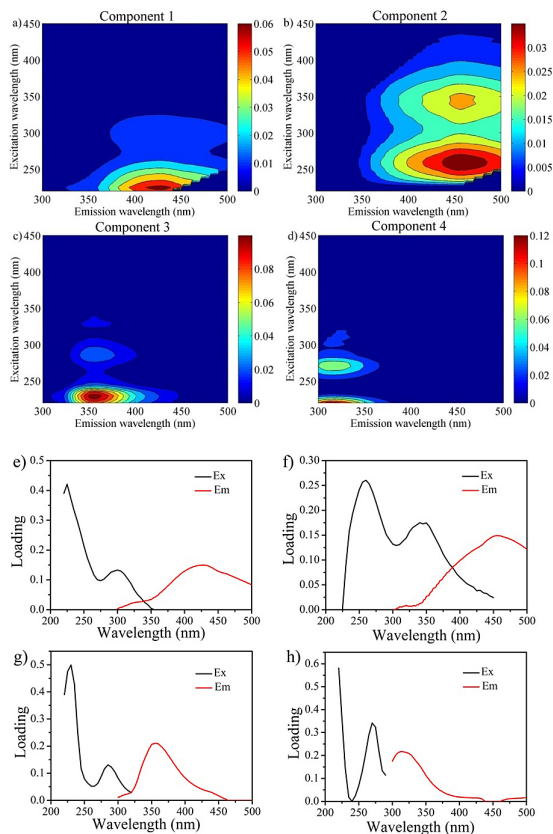 Component 1
a)
Excitation wavelength (nm)
450
400
350
300
250
300 350 400 450 500
Emission wavelength (nm)
0.06
0.05
0.04
0.03
0.02
0.01
0
Component 2
b)
Excitation wavelength (nm)
450
400
350
300
250
300 350 400 450 500
Emission wavelength (nm)
0.03
0.025
0.02
0.015
0.01
0.005
0
Component 3
c)
Excitation wavelength (nm)
450
400
350
300
250
300 350 400 450 500
Emission wavelength (nm)
0.08
0.06
0.04
0.02
0
Component 4
d)
Excitation wavelength (nm)
450
400
350
300
250
300 350 400 450 500
Emission wavelength (nm)
0.12
0.1
0.08
0.06
0.04
0.02
0
e)
Loading
0.5
0.4
0.3
0.2
0.1
0.0
Ex
Em
200 250 300 350 400 450 500
Wavelength (nm)
f)
Loading
0.30
0.25
0.20
0.15
0.10
0.05
0.00
Ex
Em
200 250 300 350 400 450 500
Wavelength (nm)
g)
Loading
0.5
0.4
0.3
0.2
0.1
0.0
Ex
Em
200 250 300 350 400 450 500
Wavelength (nm)
h)
Loading
0.6
0.5
0.4
0.3
0.2
0.1
0.0
Ex
Em
200 250 300 350 400 450 500
Wavelength (nm)